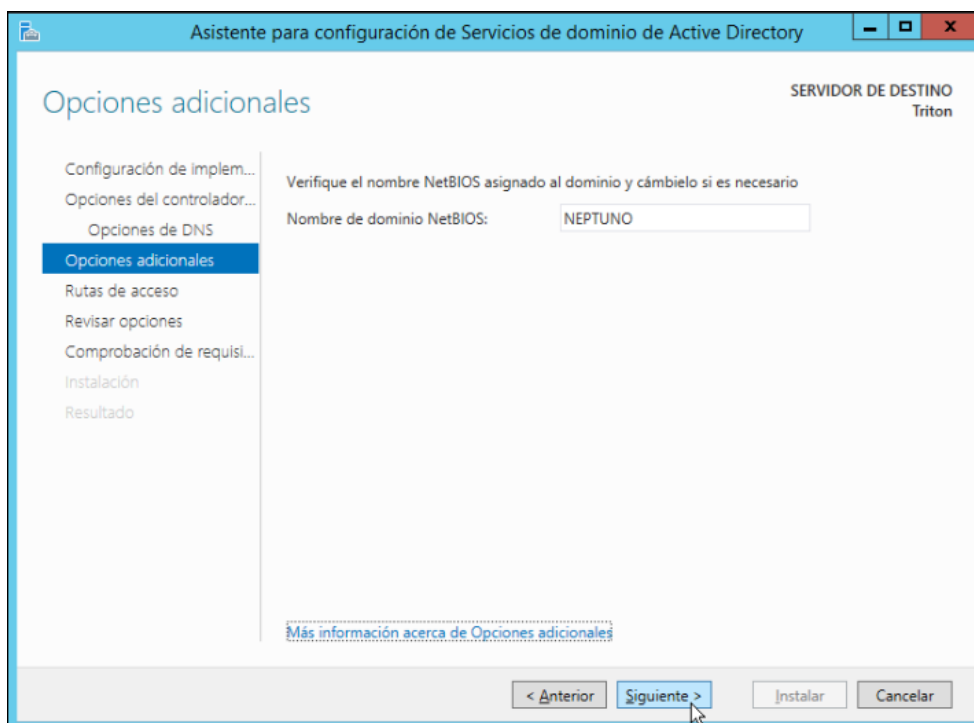 Asistente para configuración de Servicios de dominio de Active Directory
Opciones adicionales
SERVIDOR DE DESTINO
Triton
Configuración de implem...
Opciones del controlador...
Opciones de DNS
Opciones adicionales
Rutas de acceso
Revisar opciones
Comprobación de requisi...
Instalación
Resultado
Verifique el nombre NetBIOS asignado al dominio y cámbielo si es necesario
Nombre de dominio NetBIOS: NEPTUNO
Más información acerca de Opciones adicionales
< Anterior Siguiente > Instalar Cancelar